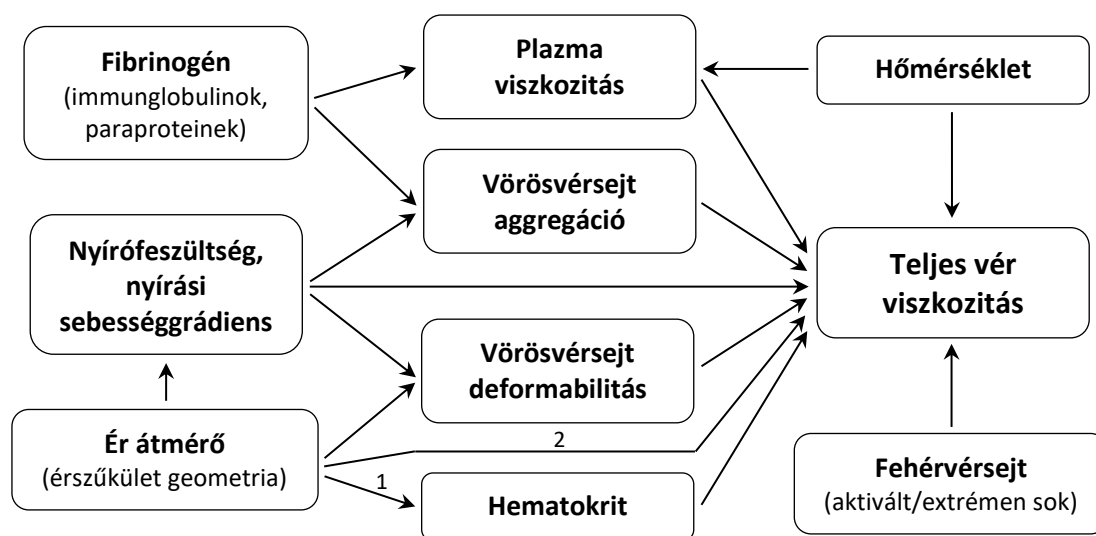 Fibrinogén
(immunglobulinok,
paraproteinek)
Plazma
viszkozitás
Hőmérséklet
Vörösvérsejt
aggregáció
Nyírófeszültség,
nyírási
sebességgrádiens
Teljes vér
viszkozitás
Vörösvérsejt
deformabilitás
Ér átmérő
(érszűkület geometria)
2
1
Hematokrit
Fehérvérsejt
(aktivált/extrémen sok)